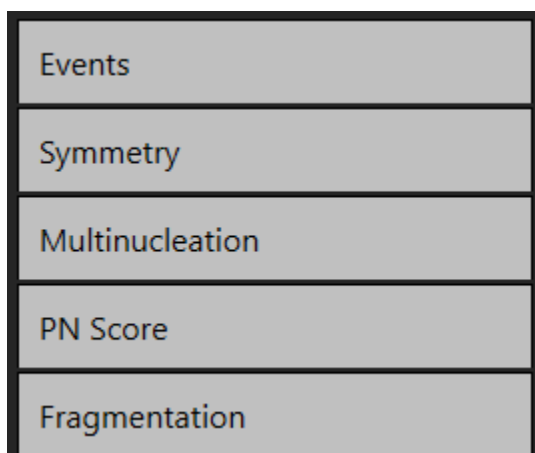 Events
Symmetry
Multinucleation
PN Score
Fragmentation